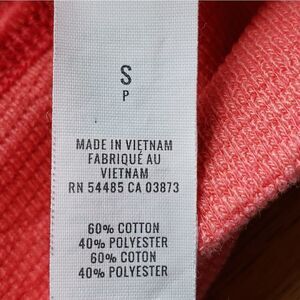 S
P
MADE IN VIETNAM
FABRIQUÉ AU
VIETNAM
RN 54485 CA 03873
60% COTTON
40% POLYESTER
60% COTON
40% POLYESTER